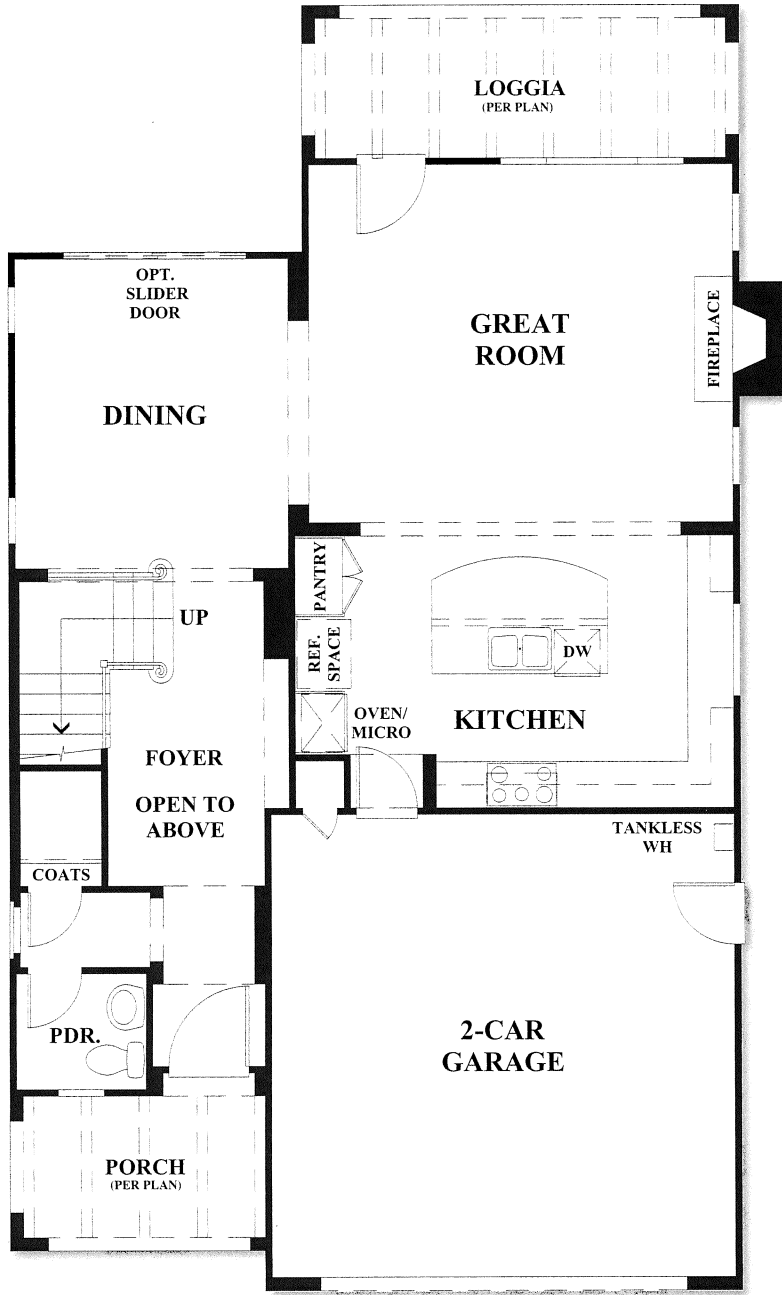 LOGGIA
(PER PLAN)
OPT.
SLIDER
DOOR
GREAT
ROOM
FIREPLACE
DINING
PANTRY
UP
REF.
SPACE
DW
OVEN/
MICRO
KITCHEN
FOYER
OPEN TO
ABOVE
TANKLESS
WH
COATS
PDR.
2-CAR
GARAGE
PORCH
(PER PLAN)